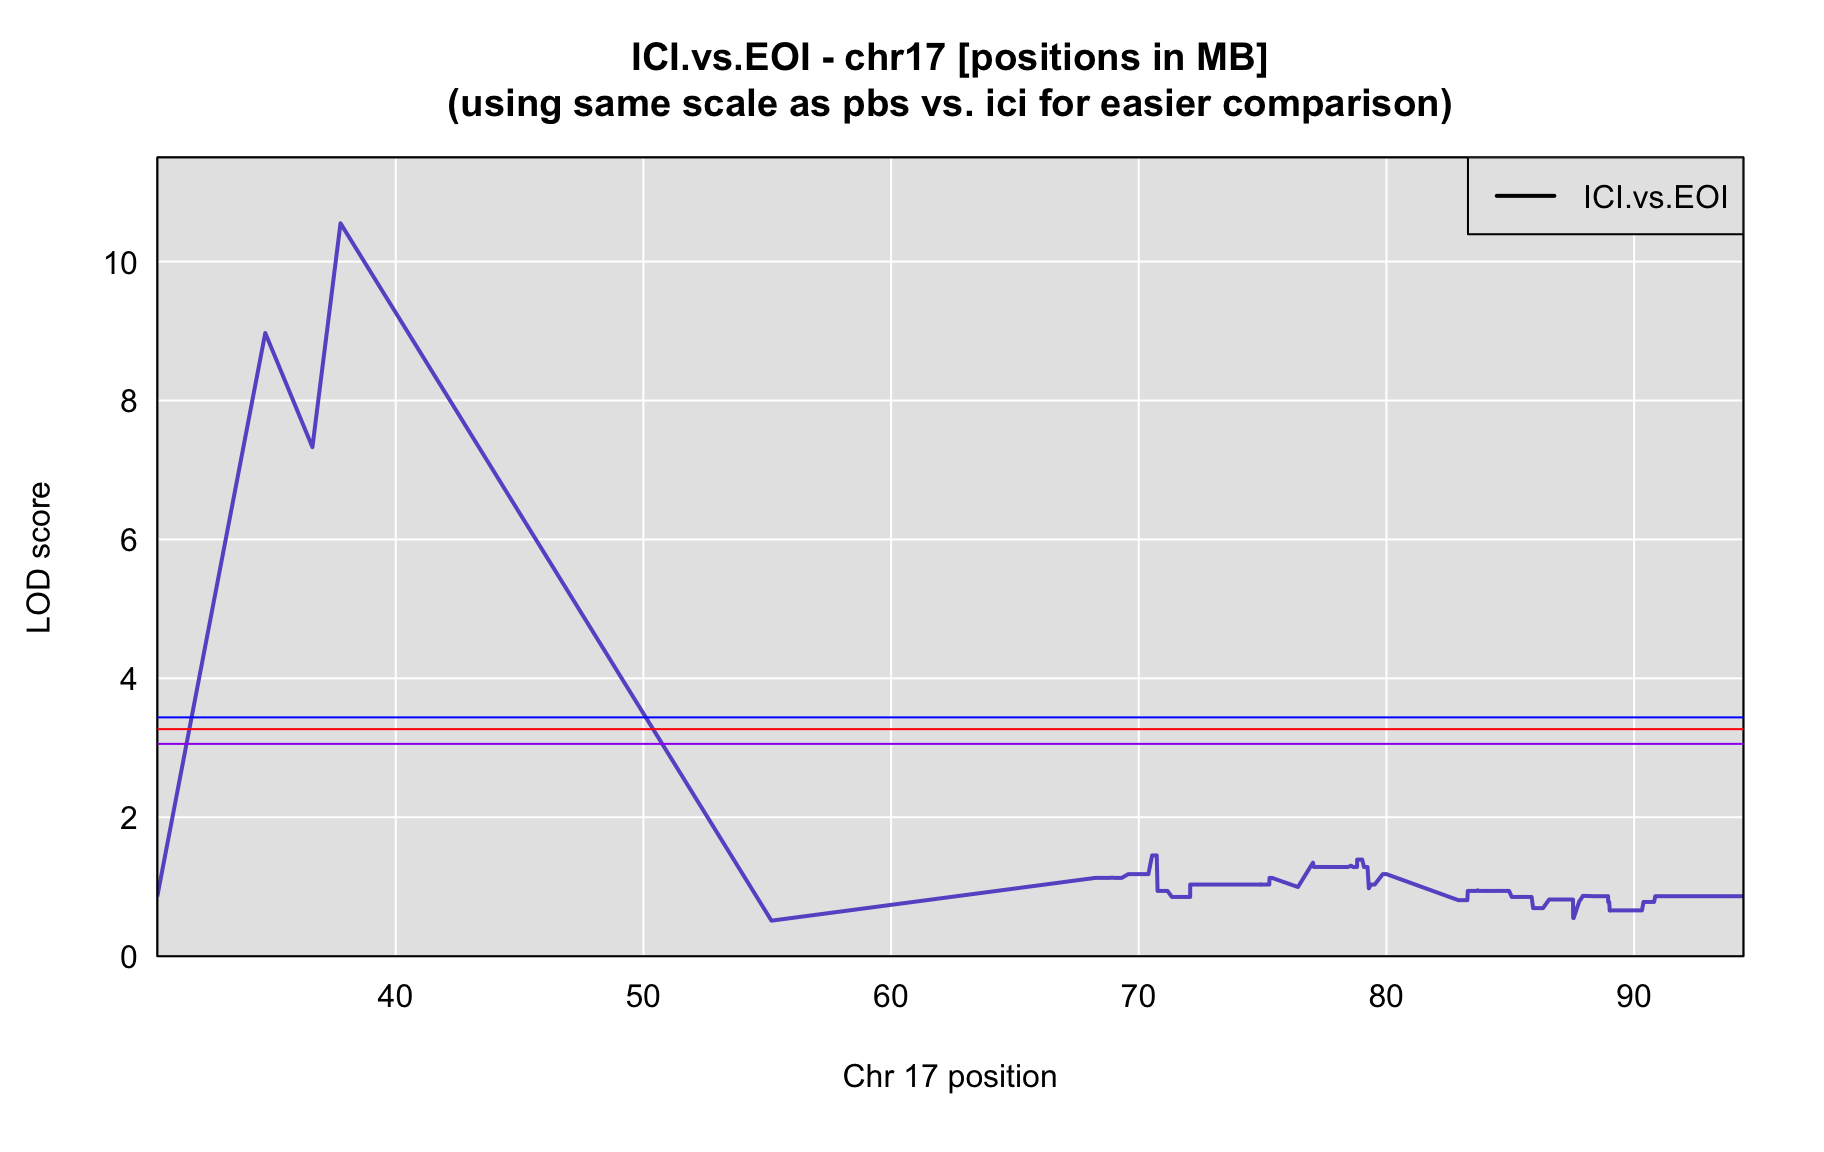 ICI.vs.EOI - chr17 [positions in MB]
(using same scale as pbs vs. ici for easier comparison)
ICI.vs.EOI
10
8
6
4
2
0
LOD score
40 50 60 70 80 90
Chr 17 position